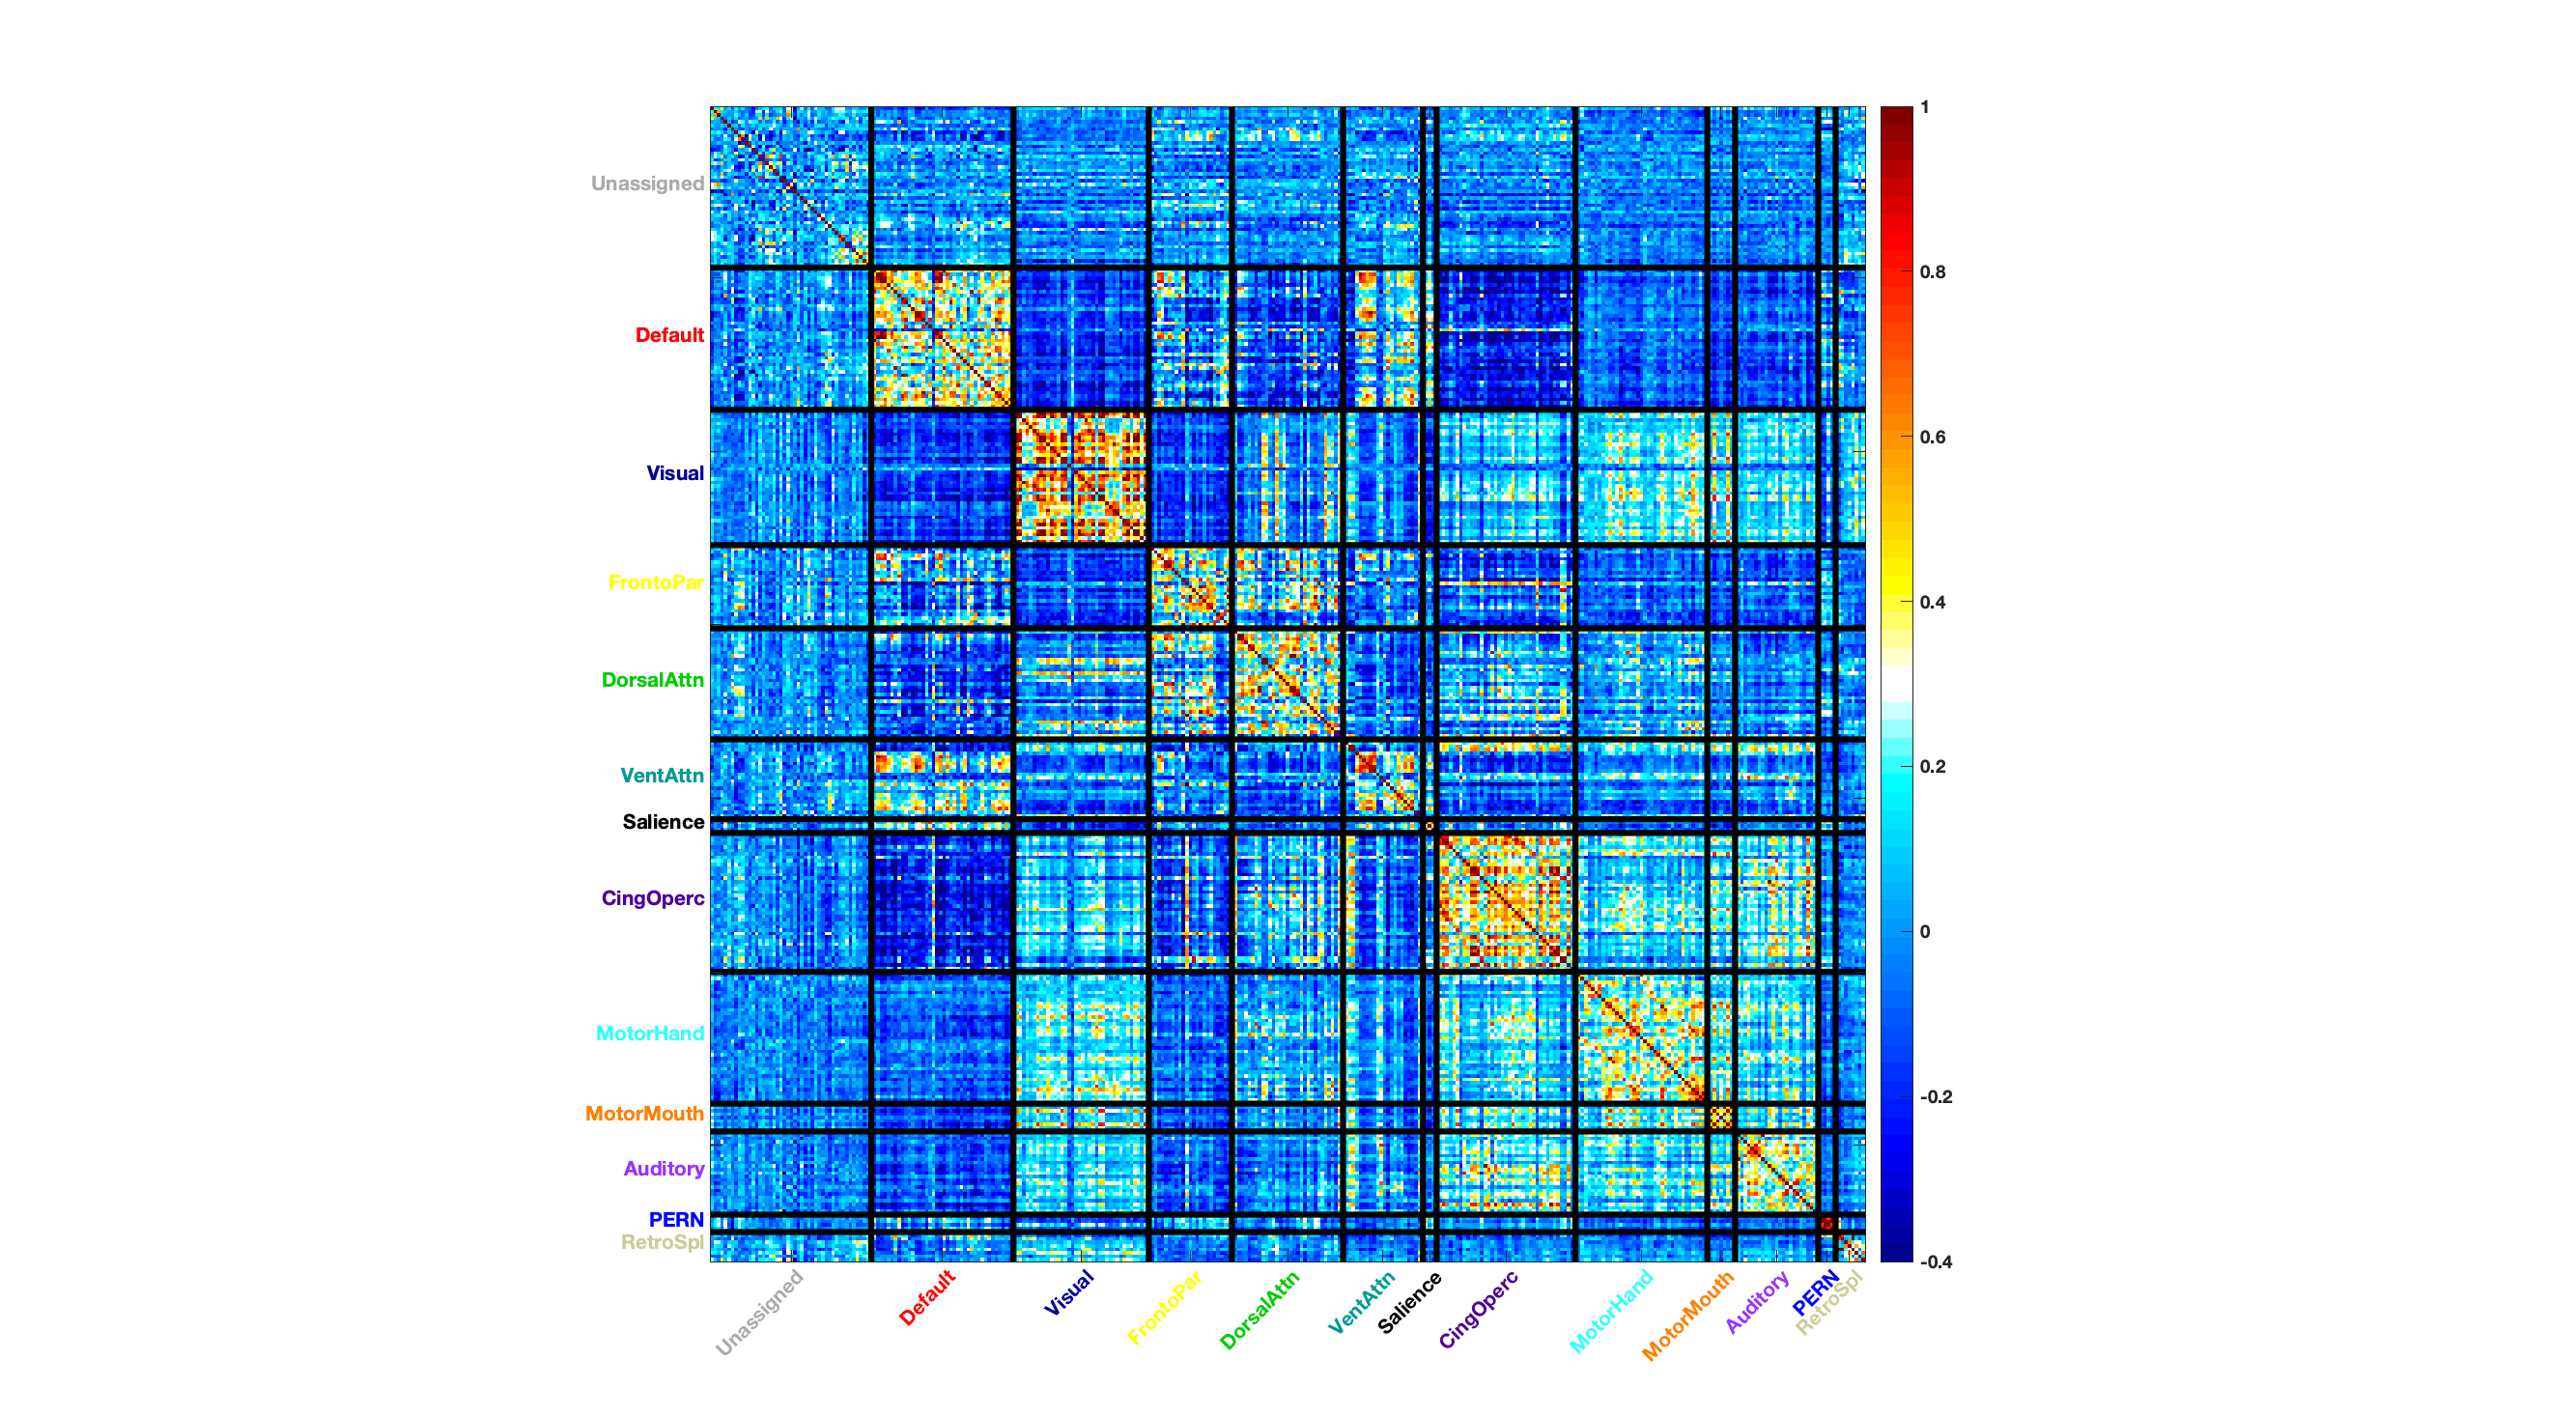 Unassigned
Default
Visual
FrontoPar
DorsalAttn
VentAttn
Salience
CingOperc
MotorHand
MotorMouth
Auditory
PERN
RetroSpl
1
0.8
0.6
0.4
0.2
0
-0.2
-0.4
Unassigned
Default
Visual
FrontoPar
DorsalAttn
VentAttn
Salience
CingOperc
MotorHand
MotorMouth
Auditory
PERN
RetroSpl